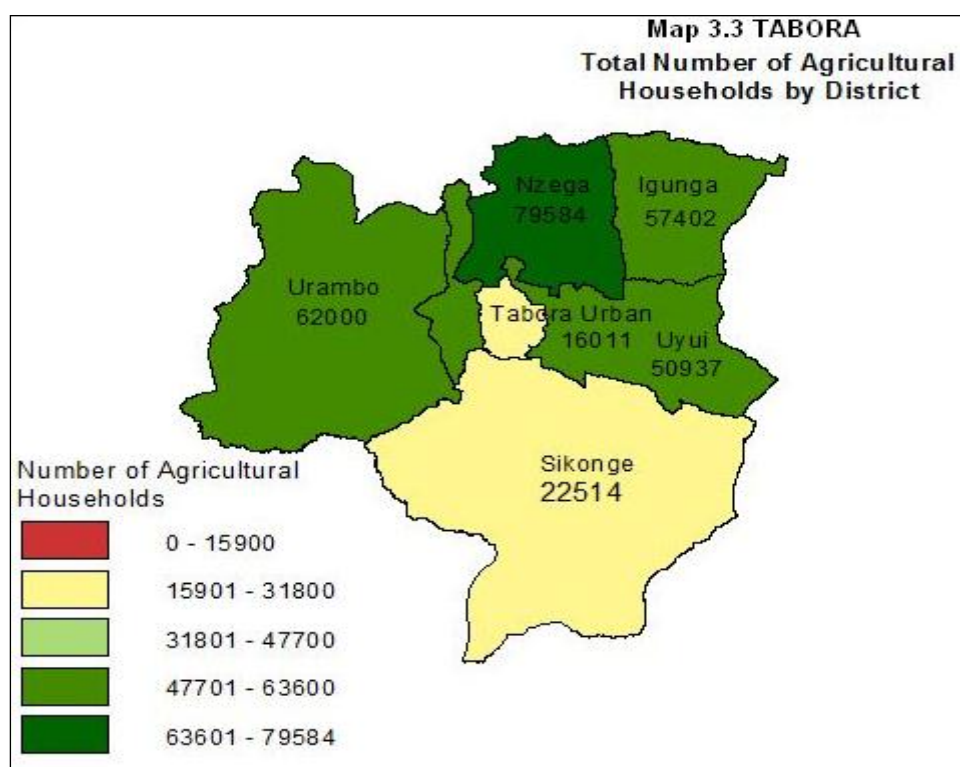 Map 3.3 TABORA
Total Number of Agricultural
Households by District
Nzega
79584
Igunga
57402
Urambo
62000
Tabora Urban
16011
Uyui
50937
Sikonge
22514
Number of Agricultural
Households
0 - 15900
15901 - 31800
31801 - 47700
47701 - 63600
63601 - 79584